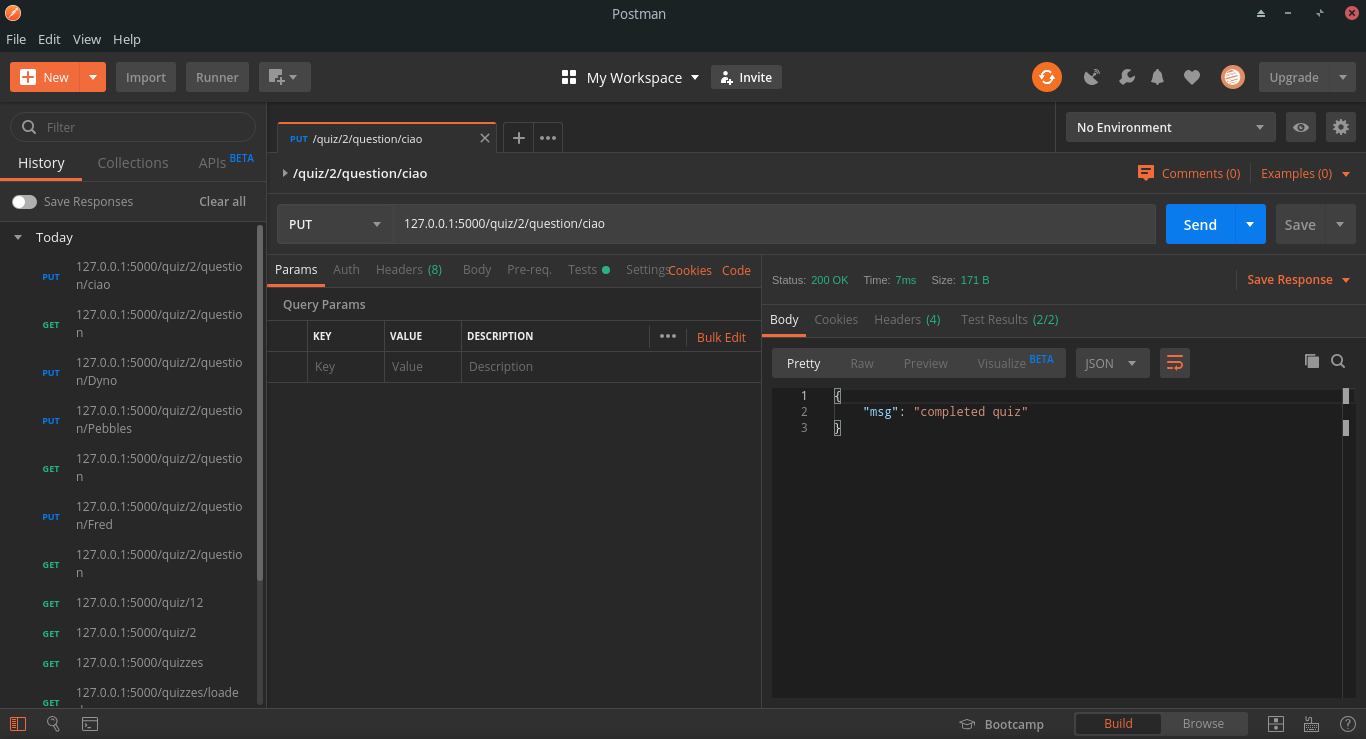 Postman
File Edit View Help
New Import Runner My Workspace Invite Upgrade
Filter
History Collections APIs BETA
Save Responses Clear all
Today
PUT 127.0.0.1:5000/quiz/2/questio
n/ciao
GET 127.0.0.1:5000/quiz/2/questio
n
PUT 127.0.0.1:5000/quiz/2/questio
n/Dyno
PUT 127.0.0.1:5000/quiz/2/questio
n/Pebbles
GET 127.0.0.1:5000/quiz/2/questio
n
PUT 127.0.0.1:5000/quiz/2/questio
n/Fred
GET 127.0.0.1:5000/quiz/2/questio
n
GET 127.0.0.1:5000/quiz/12
GET 127.0.0.1:5000/quiz/2
GET 127.0.0.1:5000/quizzes
GET 127.0.0.1:5000/quizzes/loade
PUT /quiz/2/question/ciao
No Environment
/quiz/2/question/ciao
Comments (0) Examples (0)
PUT 127.0.0.1:5000/quiz/2/question/ciao Send Save
Params Auth Headers (8) Body Pre-req. Tests Settings Cookies Code
Query Params
KEY VALUE DESCRIPTION Bulk Edit
Key Value Description
Status: 200 OK Time: 7ms Size: 171 B Save Response
Body Cookies Headers (4) Test Results (2/2)
Pretty Raw Preview Visualize BETA JSON
1 {
2 "msg": "completed quiz"
3 }
Bootcamp Build Browse